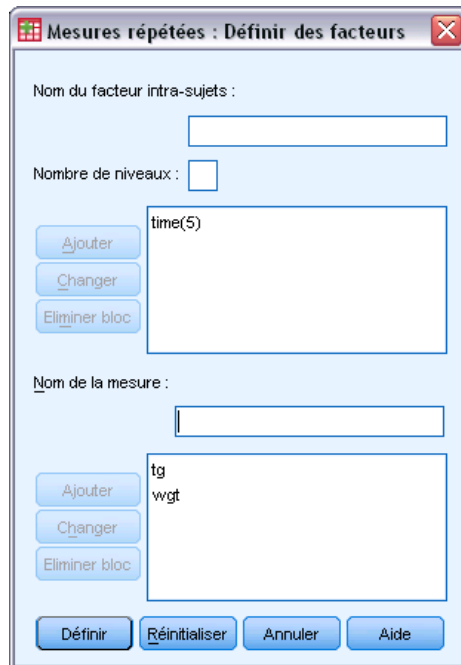 Mesures répétées : Définir des facteurs
Nom du facteur intra-sujets :
Nombre de niveaux :
time(5)
Ajouter
Changer
Eliminer bloc
Nom de la mesure :
tg
wgt
Ajouter
Changer
Eliminer bloc
Définir Réinitialiser Annuler Aide